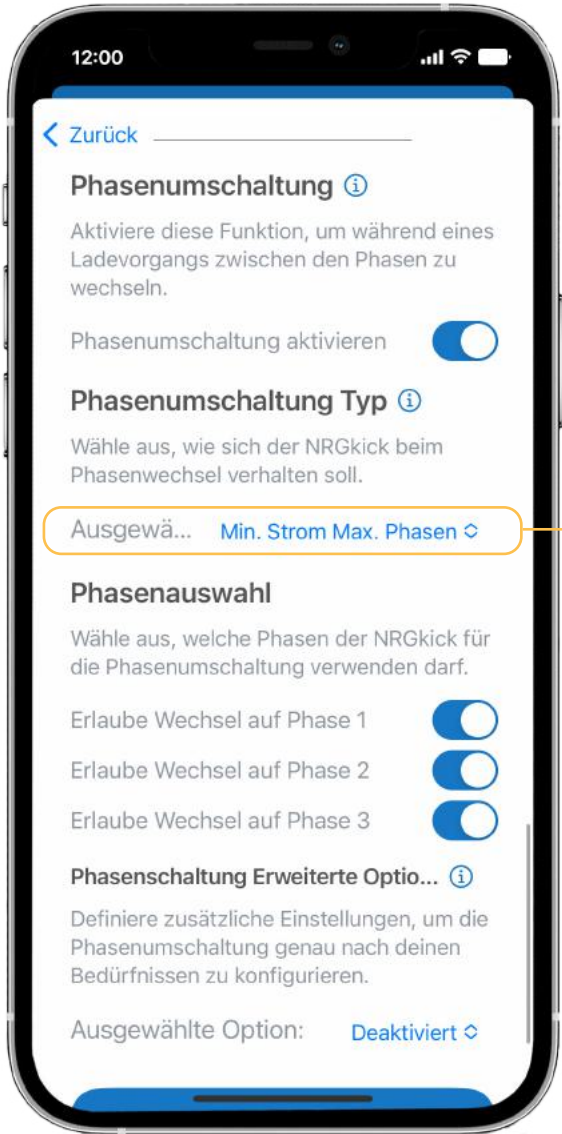 12:00
Zurück
Phasenumschaltung
Aktiviere diese Funktion, um während eines
Ladevorgangs zwischen den Phasen zu
wechseln.
Phasenumschaltung aktivieren
Phasenumschaltung Typ
Wähle aus, wie sich der NRGkick beim
Phasenwechsel verhalten soll.
Ausgewä... Min. Strom Max. Phasen
Phasenauswahl
Wähle aus, welche Phasen der NRGkick für
die Phasenumschaltung verwenden darf.
Erlaube Wechsel auf Phase 1
Erlaube Wechsel auf Phase 2
Erlaube Wechsel auf Phase 3
Phasenschaltung Erweiterte Optio...
Definiere zusätzliche Einstellungen, um die
Phasenumschaltung genau nach deinen
Bedürfnissen zu konfigurieren.
Ausgewählte Option: Deaktiviert